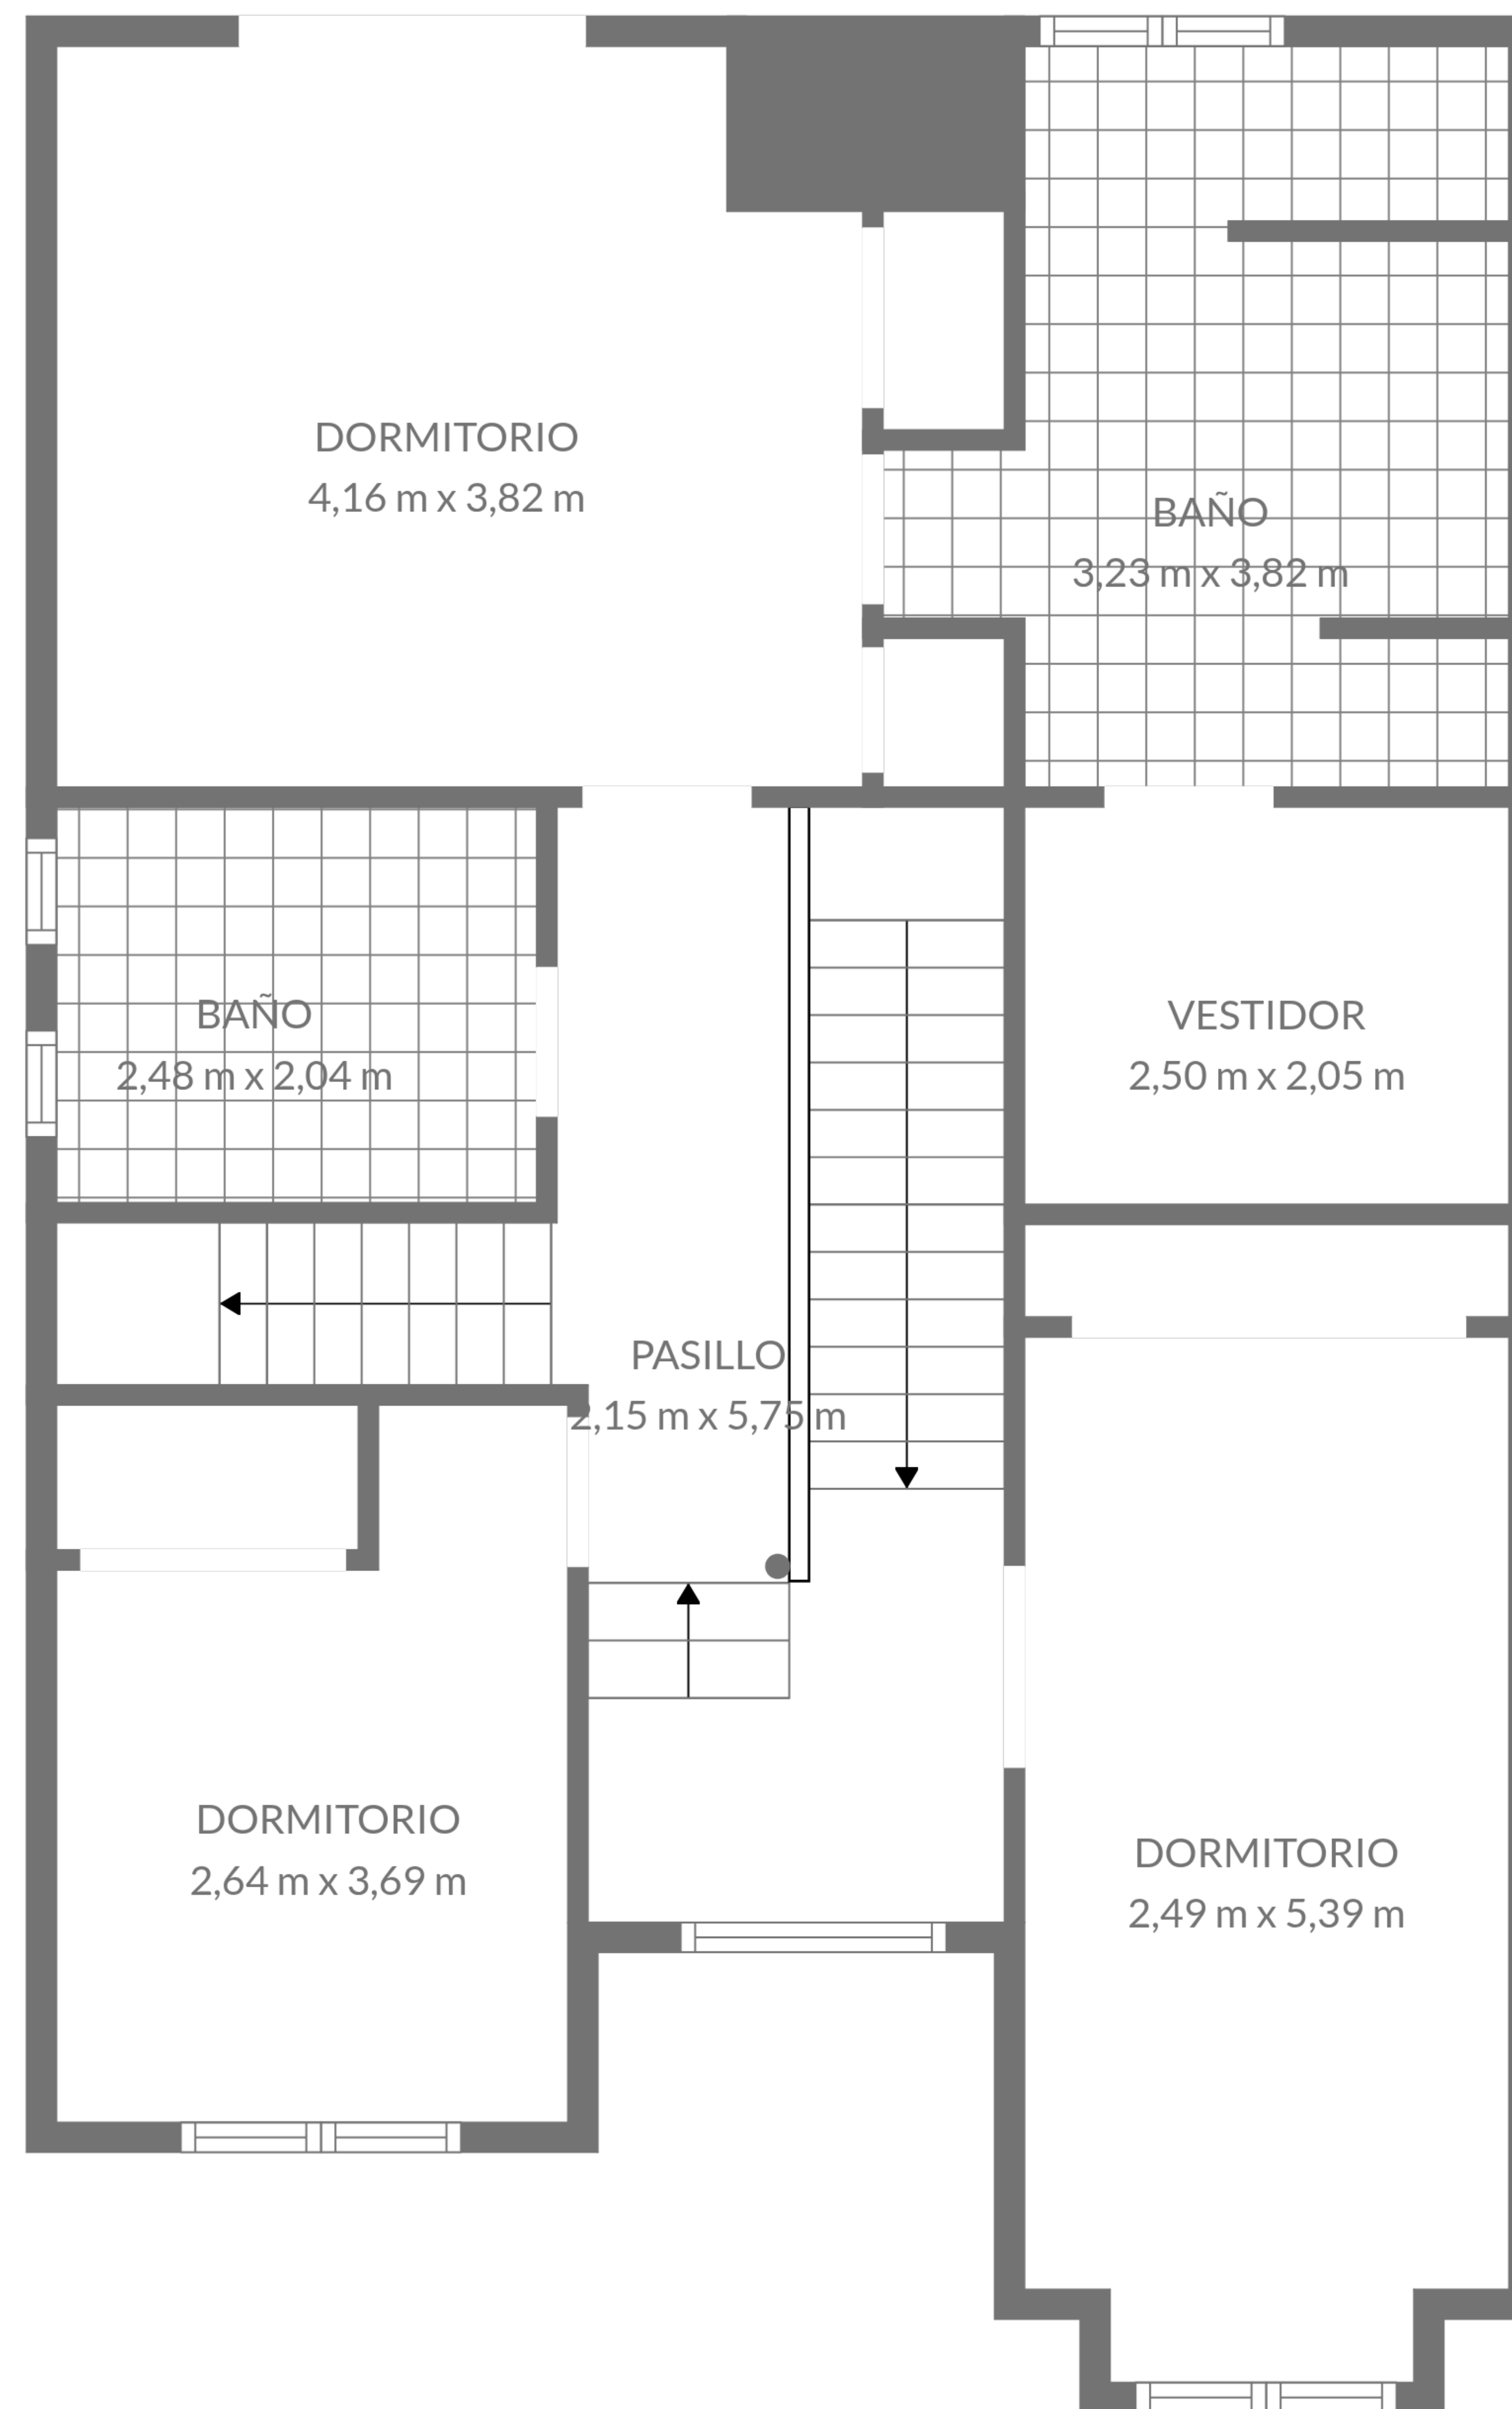 DORMITORIO
4,16 m x 3,82 m
BAÑO
3,23 m x 3,82 m
BAÑO
2,48 m x 2,04 m
VESTIDOR
2,50 m x 2,05 m
PASILLO
2,15 m x 5,75 m
DORMITORIO
2,64 m x 3,69 m
DORMITORIO
2,49 m x 5,39 m